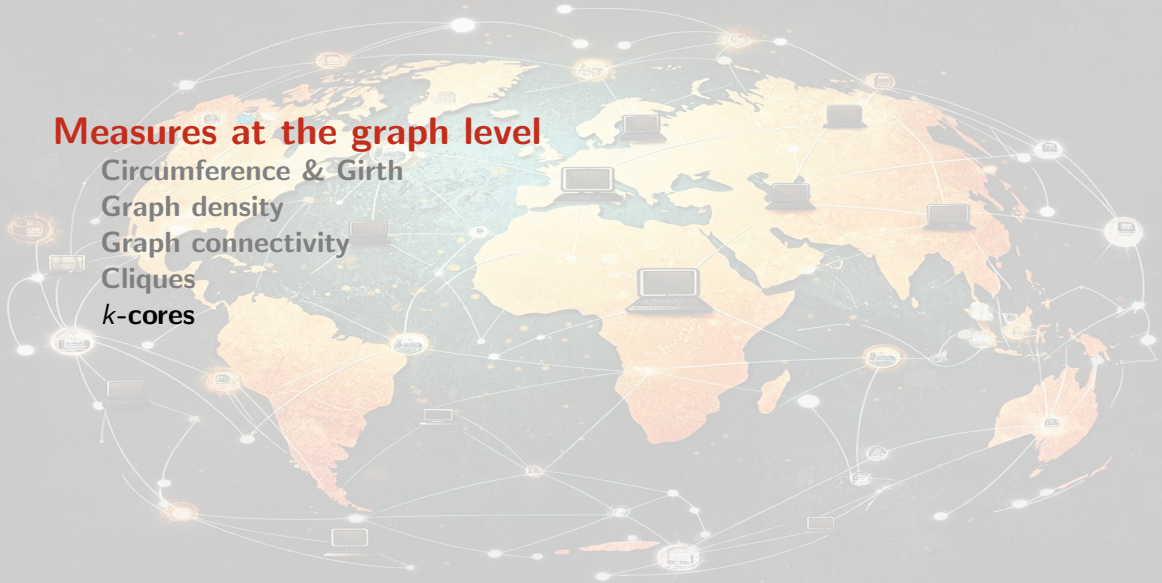 Measures at the graph level
Circumference & Girth
Graph density
Graph connectivity
Cliques
k-cores